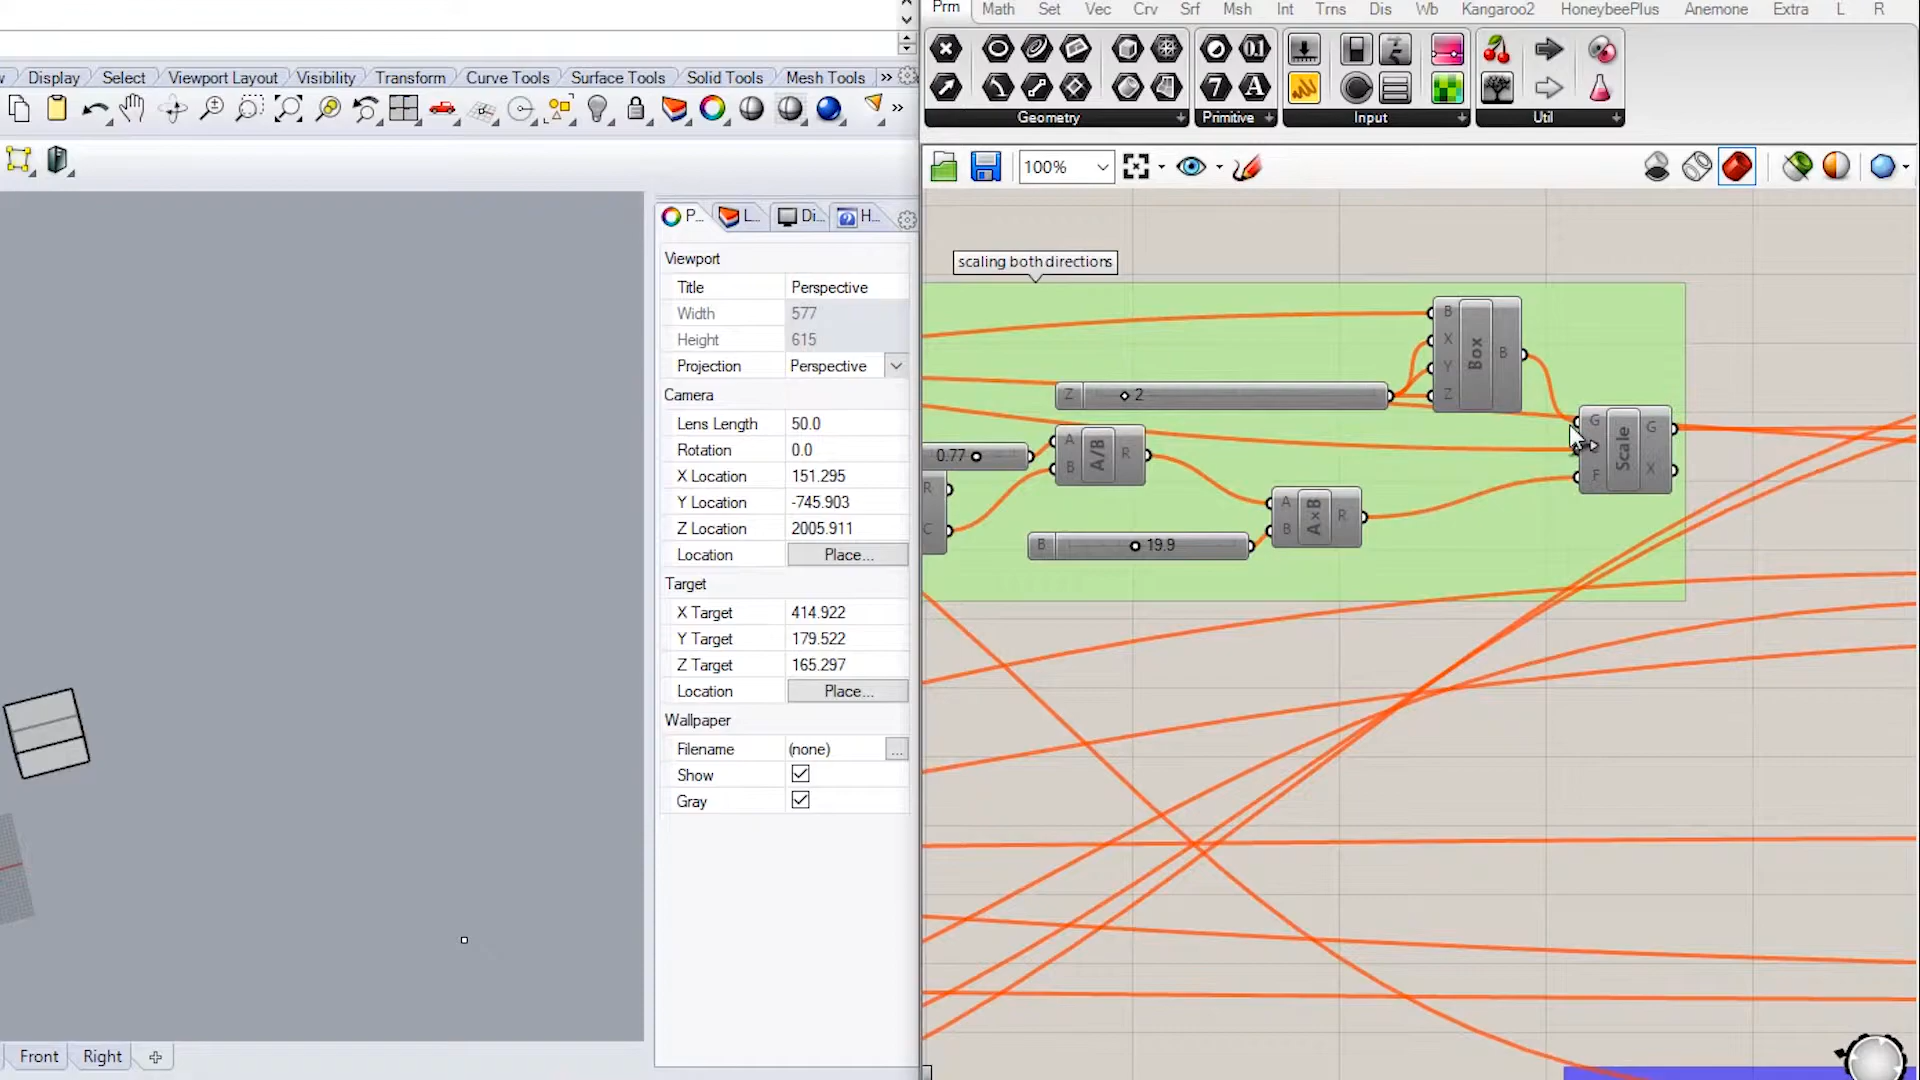 Prm Math Set Vec Crv Srf Msh Int Trns Dis Wb Kangaroo2 HoneybeePlus Anemone Extra L R
Display Select Viewport Layout Visibility Transform Curve Tools Surface Tools Solid Tools Mesh Tools »
Geometry Primitive Input Util
100%
P... L... Di... H...
Viewport
Title Perspective
Width 577
Height 615
Projection Perspective
Camera
Lens Length 50.0
Rotation 0.0
X Location 151.295
Y Location -745.903
Z Location 2005.911
Location Place...
Target
X Target 414.922
Y Target 179.522
Z Target 165.297
Location Place...
Wallpaper
Filename (none) ...
Show
Gray
scaling both directions
B
X
Y
Z
Box
B
Z 2
0.77
A
B
A/B
R
R
C
B 19.9
A
B
A×B
R
G
F
Scale
G
X
Front Right